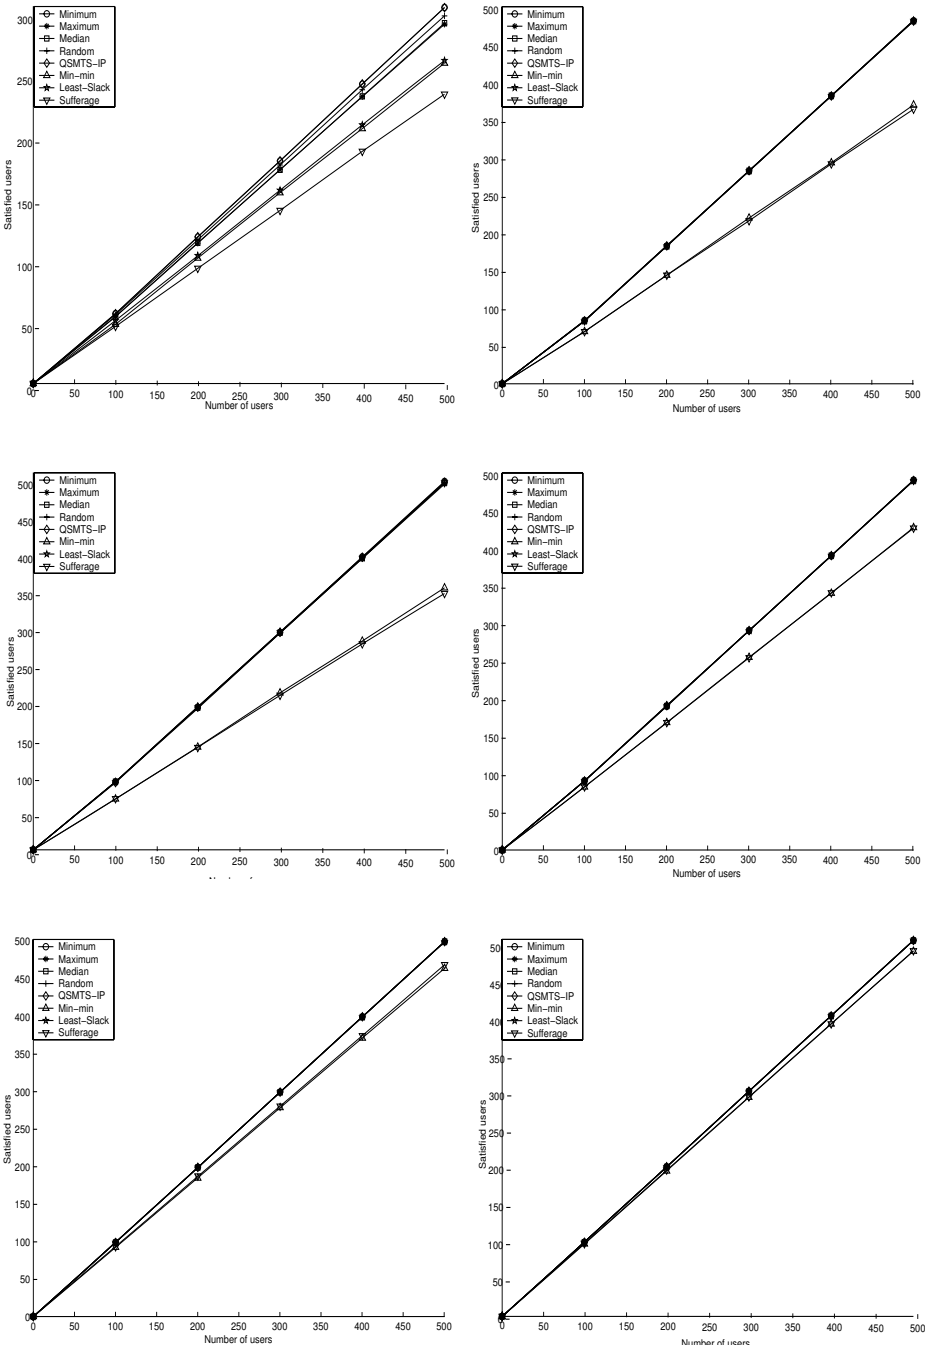 300
250
200
150
100
50
0
Satisfied users
Minimum
Maximum
Median
Random
QSMTS-IP
Min-min
Least-Slack
Sufferage
0 50 100 150 200 250 300 350 400 450 500
Number of users
500
450
400
350
300
250
200
150
100
50
0
Satisfied users
Minimum
Maximum
Median
Random
QSMTS-IP
Min-min
Least-Slack
Sufferage
0 50 100 150 200 250 300 350 400 450 500
Number of users
500
450
400
350
300
250
200
150
100
50
0
Satisfied users
Minimum
Maximum
Median
Random
QSMTS-IP
Min-min
Least-Slack
Sufferage
0 50 100 150 200 250 300 350 400 450 500
500
450
400
350
300
250
200
150
100
50
0
Satisfied users
Minimum
Maximum
Median
Random
QSMTS-IP
Min-min
Least-Slack
Sufferage
0 50 100 150 200 250 300 350 400 450 500
Number of users
500
450
400
350
300
250
200
150
100
50
0
Satisfied users
Minimum
Maximum
Median
Random
QSMTS-IP
Min-min
Least-Slack
Sufferage
0 50 100 150 200 250 300 350 400 450 500
Number of users
350
300
250
200
150
100
50
Satisfied users
Minimum
Maximum
Median
Random
QSMTS-IP
Min-min
Least-Slack
Sufferage
0 50 100 150 200 250 300 350 400 450 500
Number of users